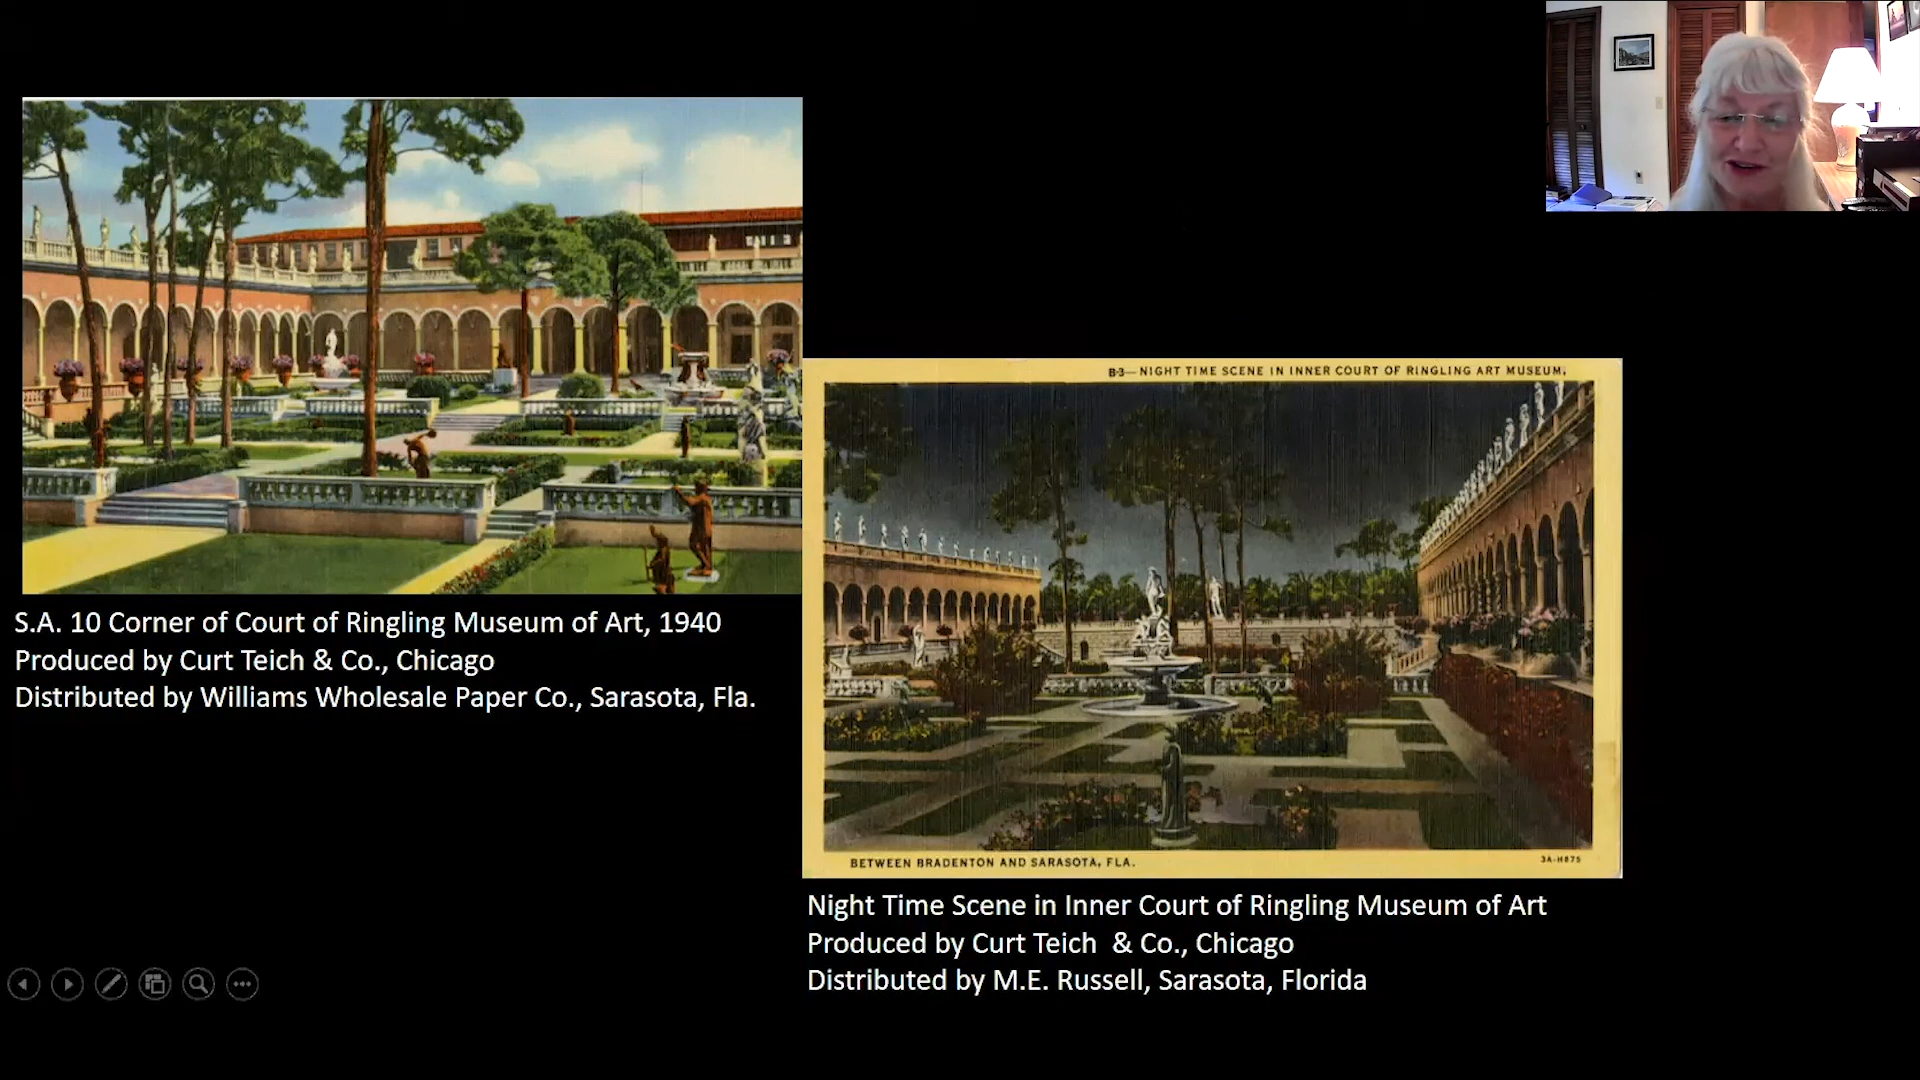 S.A. 10 Corner of Court of Ringling Museum of Art, 1940
Produced by Curt Teich & Co., Chicago
Distributed by Williams Wholesale Paper Co., Sarasota, Fla.
B-3—NIGHT TIME SCENE IN INNER COURT OF RINGLING ART MUSEUM,
BETWEEN BRADENTON AND SARASOTA, FLA.
3A-H875
Night Time Scene in Inner Court of Ringling Museum of Art
Produced by Curt Teich  & Co., Chicago
Distributed by M.E. Russell, Sarasota, Florida